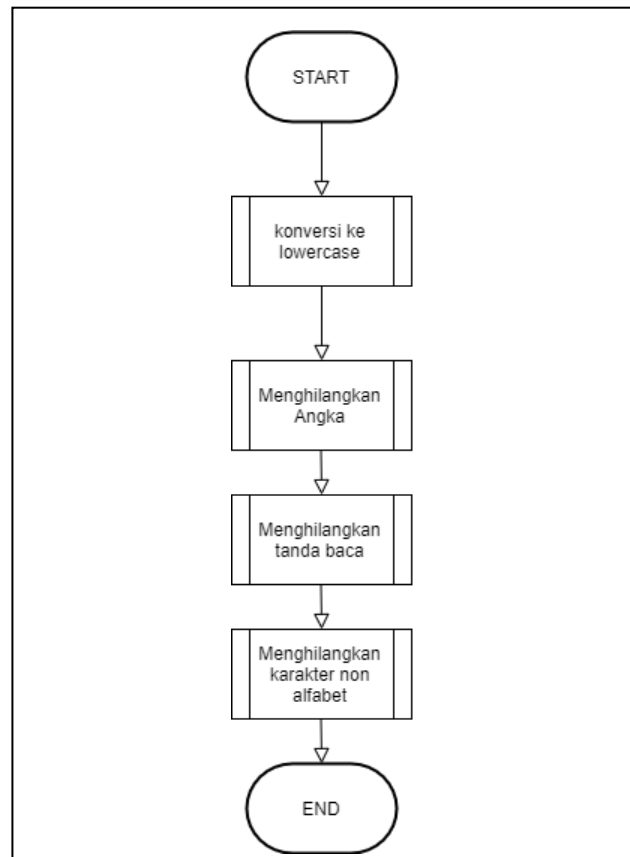 START
konversi ke
lowercase
Menghilangkan
Angka
Menghilangkan
tanda baca
Menghilangkan
karakter non
alfabet
END